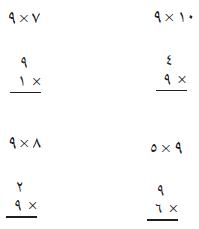 ٩ × ١٠
٩ × ٧
٤
٩ ×
٩
١ ×
٥ × ٩
٩ × ٨
٩
٦ ×
٢
٩ ×